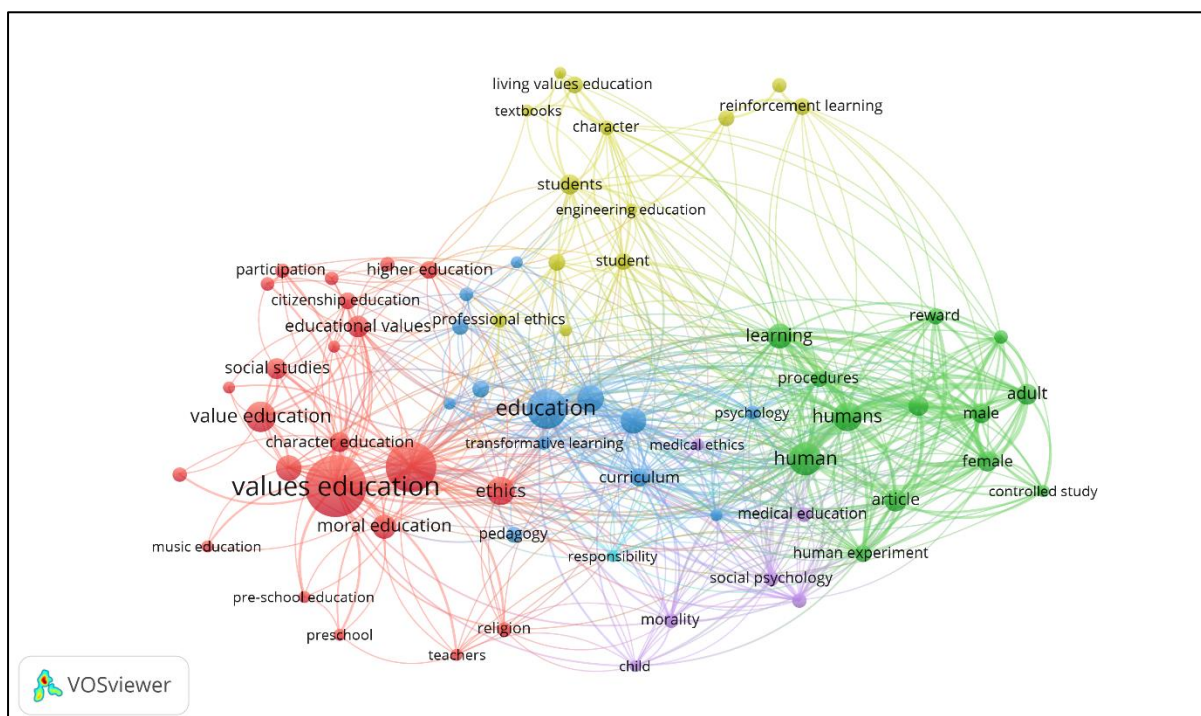 living values education
reinforcement learning
textbooks
character
students
engineering education
student
participation
higher education
citizenship education
educational values
professional ethics
reward
learning
social studies
procedures
adult
value education
education
psychology
humans
male
character education
transformative learning
medical ethics
human
female
values education
ethics
curriculum
article
controlled study
moral education
medical education
pedagogy
music education
responsibility
human experiment
social psychology
pre-school education
morality
preschool
religion
teachers
child
VOSviewer